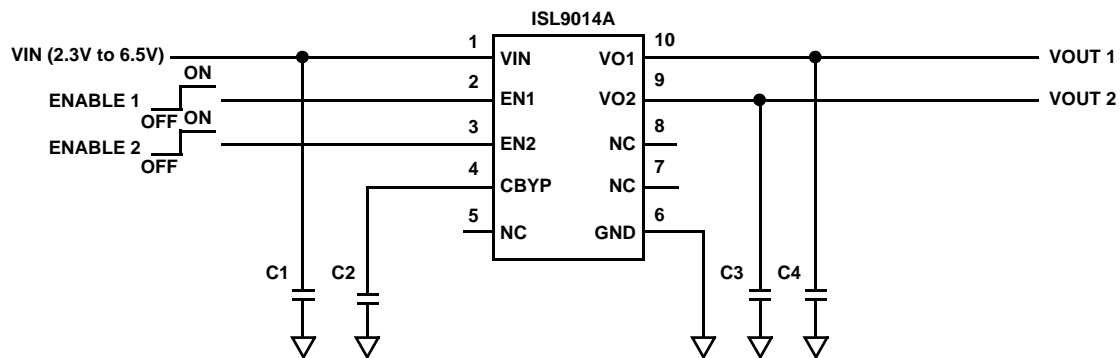 ISL9014A
VIN (2.3V to 6.5V)
1
VIN
VO1
10
VOUT 1
ON
ENABLE 1
OFF
2
EN1
VO2
9
VOUT 2
ON
ENABLE 2
OFF
3
EN2
NC
8
4
CBYP
NC
7
5
NC
GND
6
C1
C2
C3
C4